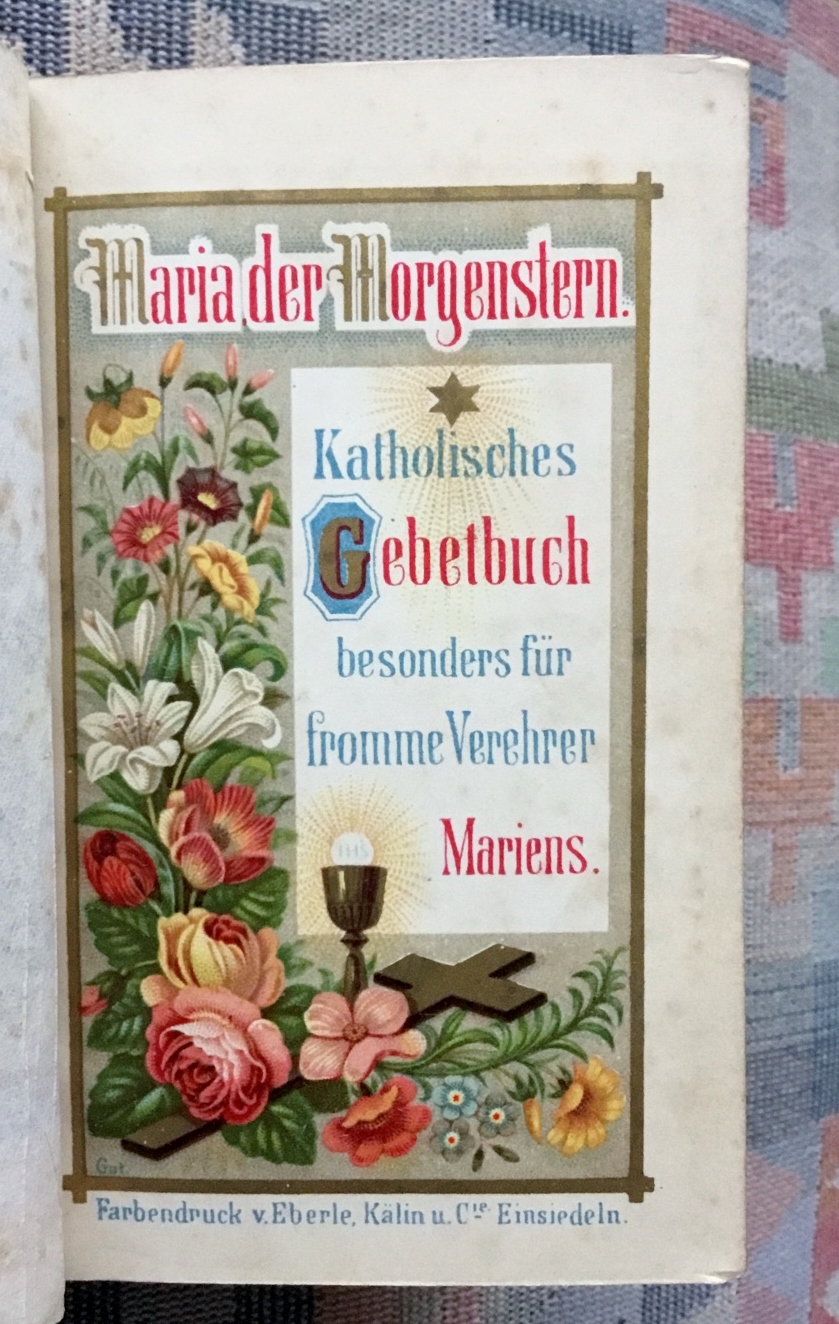 Maria der Morgenstern.
Katholisches
Gebetbuch
besonders für
fromme Verehrer
Mariens.
IHS
Gut.
Farbendruck v. Eberle, Kälin u. Cie. Einsiedeln.